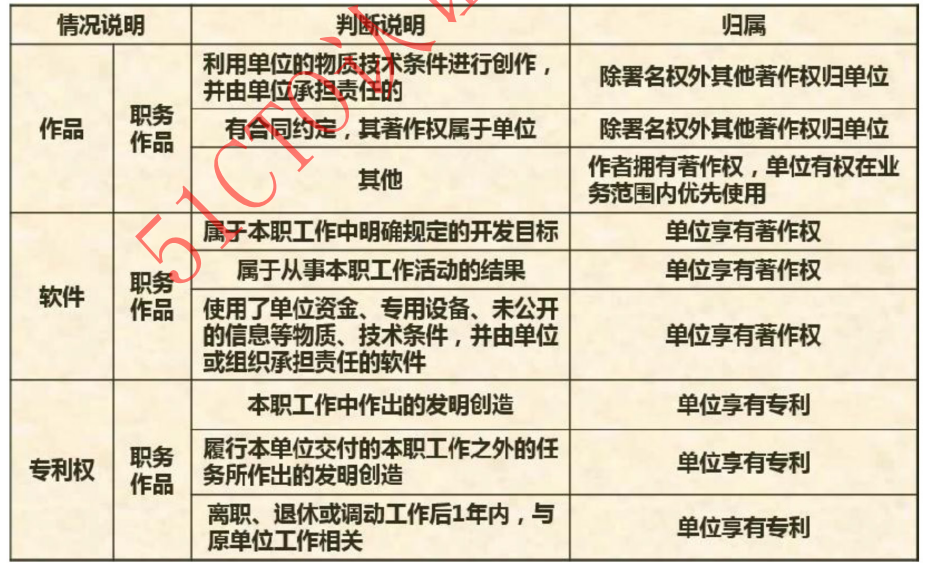 情况说明 判断说明 归属
利用单位的物质技术条件进行创作，
并由单位承担责任的
除署名权外其他著作权归单位
作品
职务
作品
有合同约定，其著作权属于单位
除署名权外其他著作权归单位
其他
作者拥有著作权，单位有权在业
务范围内优先使用
属于本职工作中明确规定的开发目标
单位享有著作权
软件
职务
作品
属于从事本职工作活动的结果
单位享有著作权
使用了单位资金、专用设备、未公开
的信息等物质、技术条件，并由单位
或组织承担责任的软件
单位享有著作权
本职工作中作出的发明创造
单位享有专利
专利权
职务
作品
履行本单位交付的本职工作之外的任
务所作出的发明创造
单位享有专利
离职、退休或调动工作后1年内，与
原单位工作相关
单位享有专利
51CTO